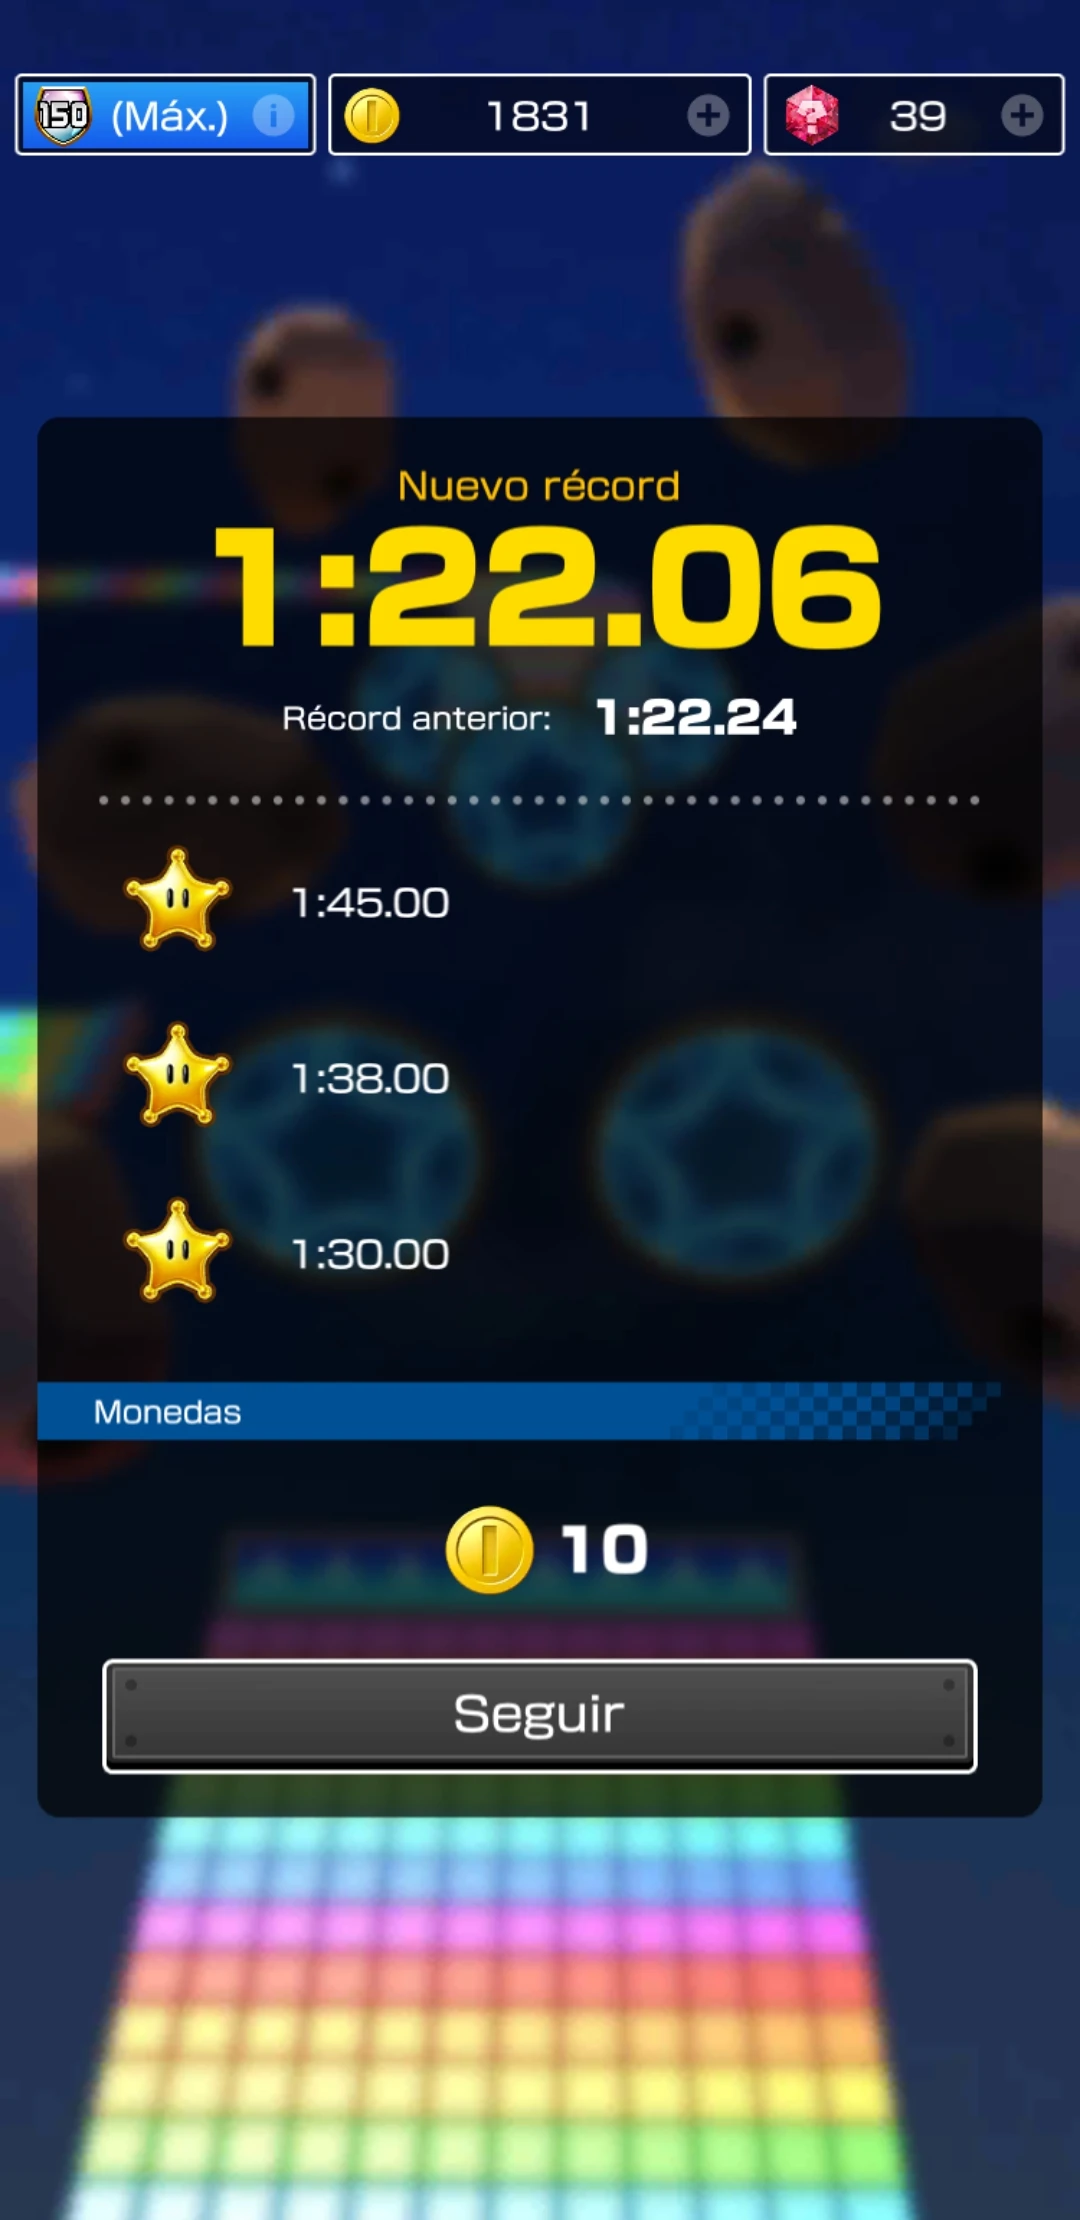 150 (Máx.) i 1831 + ? 39 +
Nuevo récord
1:22.06
Récord anterior: 1:22.24
1:45.00
1:38.00
1:30.00
Monedas
10
Seguir